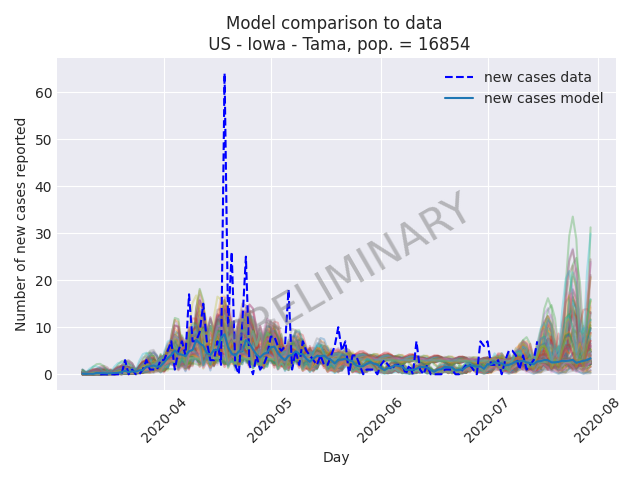 Model comparison to data
US - Iowa - Tama, pop. = 16854
new cases data
new cases model
Number of new cases reported
60
50
40
30
20
10
0
PRELIMINARY
2020-04
2020-05
2020-06
2020-07
2020-08
Day